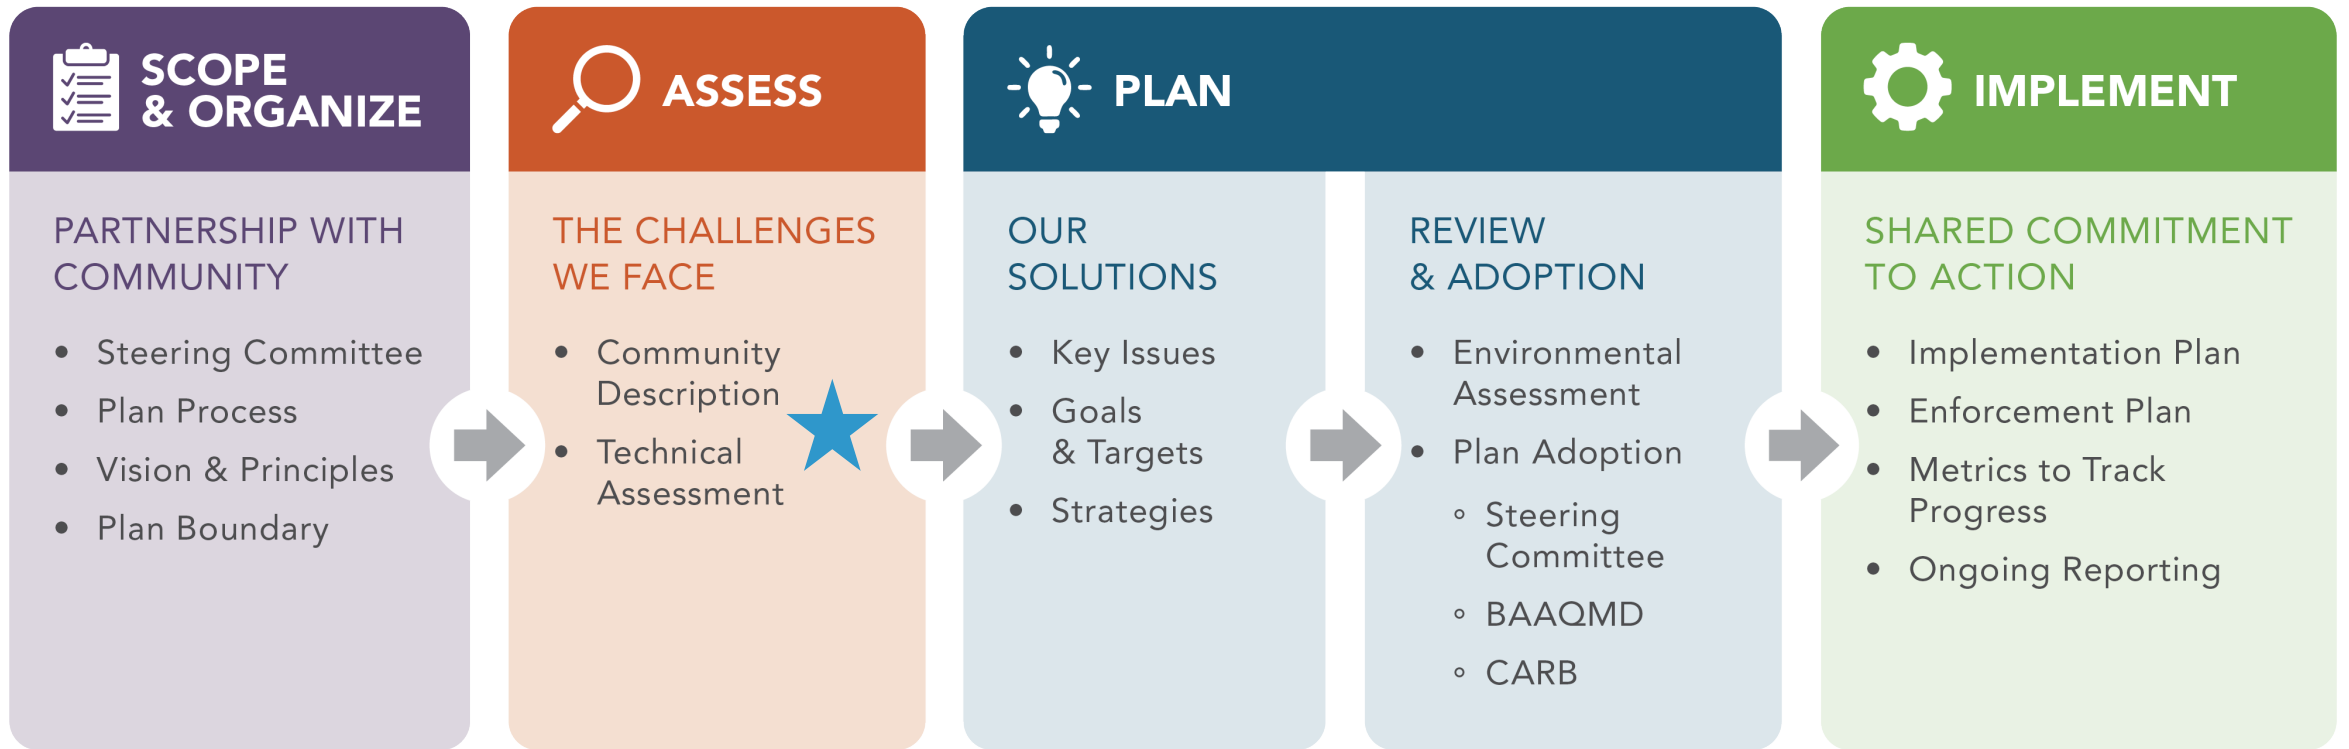 SCOPE
& ORGANIZE
PARTNERSHIP WITH
COMMUNITY
• Steering Committee
• Plan Process
• Vision & Principles
• Plan Boundary
ASSESS
THE CHALLENGES
WE FACE
• Community
Description
• Technical
Assessment
PLAN
OUR
SOLUTIONS
• Key Issues
• Goals
& Targets
• Strategies
REVIEW
& ADOPTION
• Environmental
Assessment
• Plan Adoption
◦ Steering
Committee
◦ BAAQMD
◦ CARB
IMPLEMENT
SHARED COMMITMENT
TO ACTION
• Implementation Plan
• Enforcement Plan
• Metrics to Track
Progress
• Ongoing Reporting